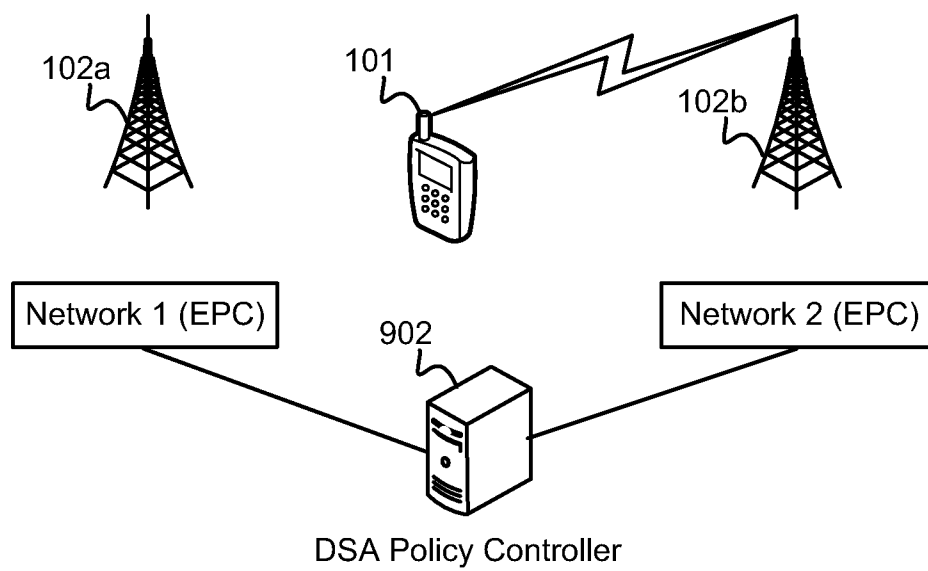 102a
101
102b
Network 1 (EPC)
Network 2 (EPC)
902
DSA Policy Controller